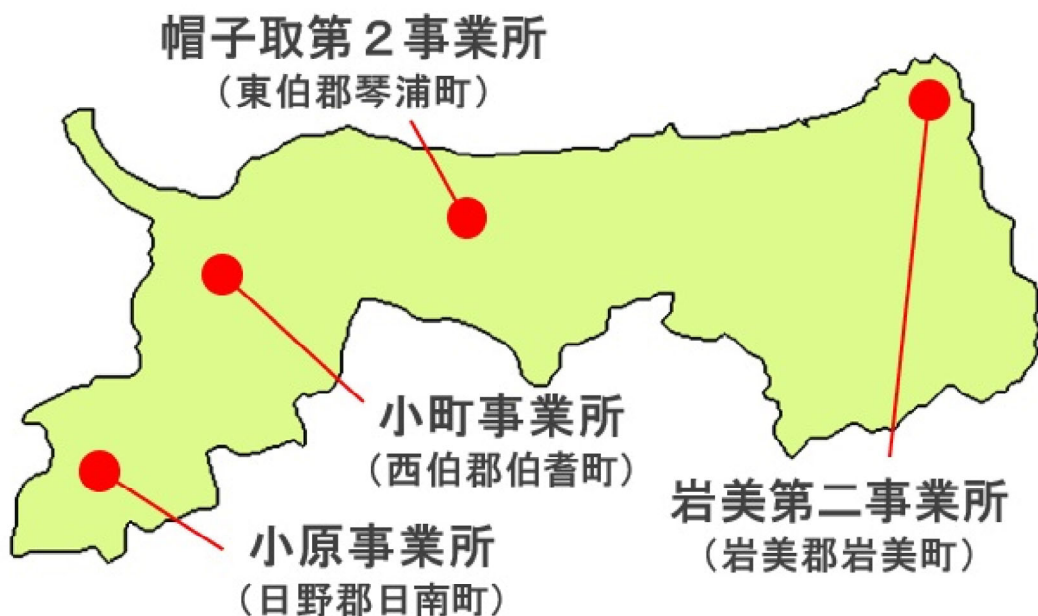 帽子取第２事業所
（東伯郡琴浦町）
小町事業所
（西伯郡伯耆町）
岩美第二事業所
（岩美郡岩美町）
小原事業所
（日野郡日南町）